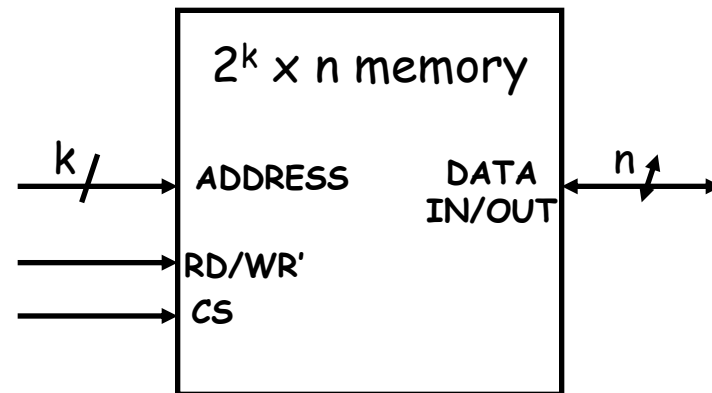 2ᵏ x n memory
k
ADDRESS
DATA
IN/OUT
n
RD/WR’
CS